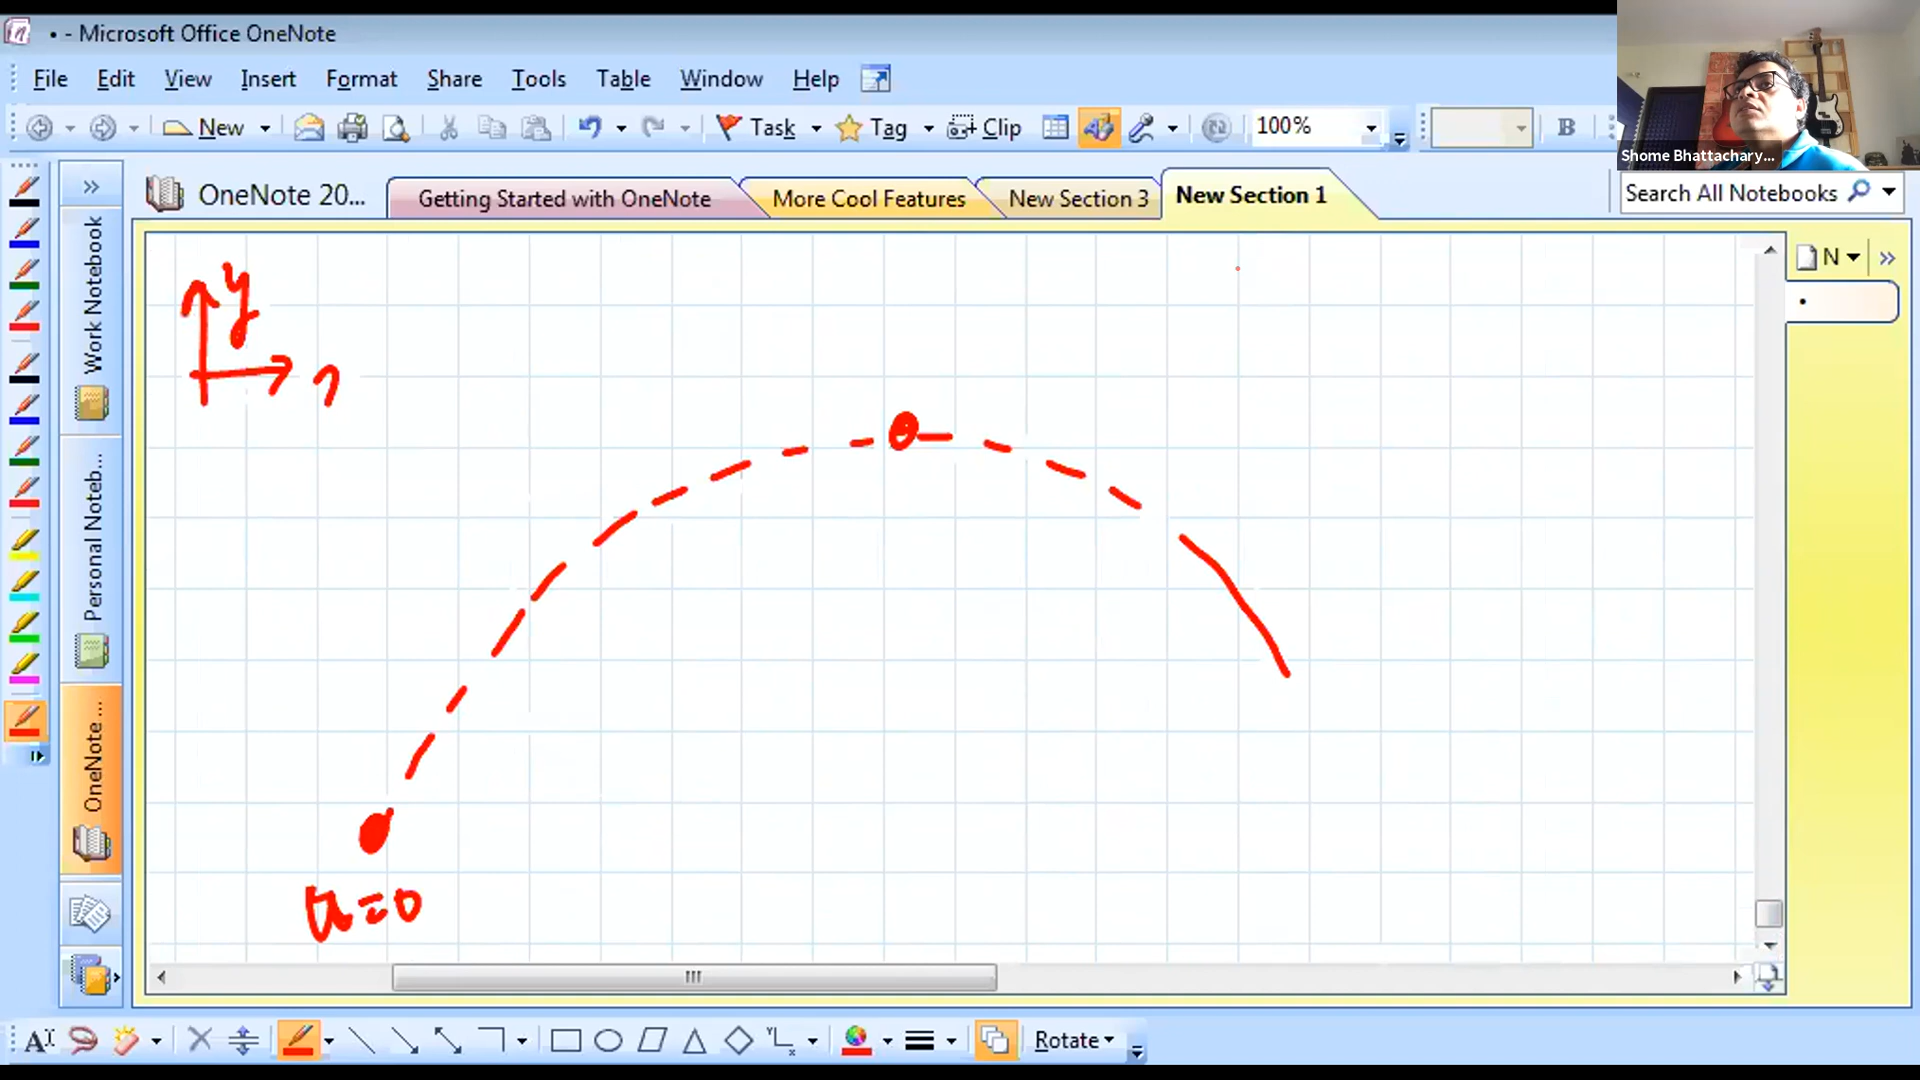 • - Microsoft Office OneNote
File Edit View Insert Format Share Tools Table Window Help
New Task Tag Clip 100% B
Shome Bhattachary...
OneNote 20... Getting Started with OneNote More Cool Features New Section 3 New Section 1
Search All Notebooks
N
•
Work Notebook
Personal Noteb...
OneNote ...
y
=0
Rotate